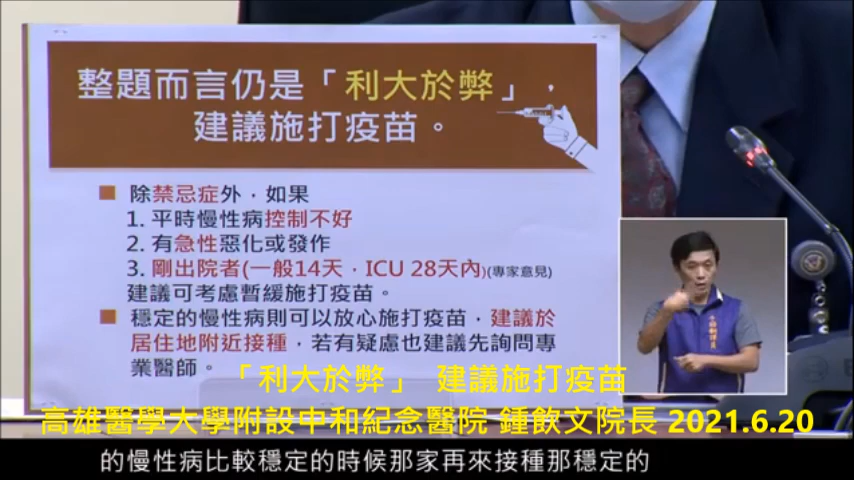 整題而言仍是「利大於弊」，
建議施打疫苗。
■ 除禁忌症外，如果
1. 平時慢性病控制不好
2. 有急性惡化或發作
3. 剛出院者(一般14天，ICU 28天內)(專家意見)
建議可考慮暫緩施打疫苗。
■ 穩定的慢性病則可以放心施打疫苗，建議於
居住地附近接種，若有疑慮也建議先詢問專
業醫師。
「利大於弊」 建議施打疫苗
高雄醫學大學附設中和紀念醫院 鍾飲文院長 2021.6.20
的慢性病比較穩定的時候那家再來接種那穩定的